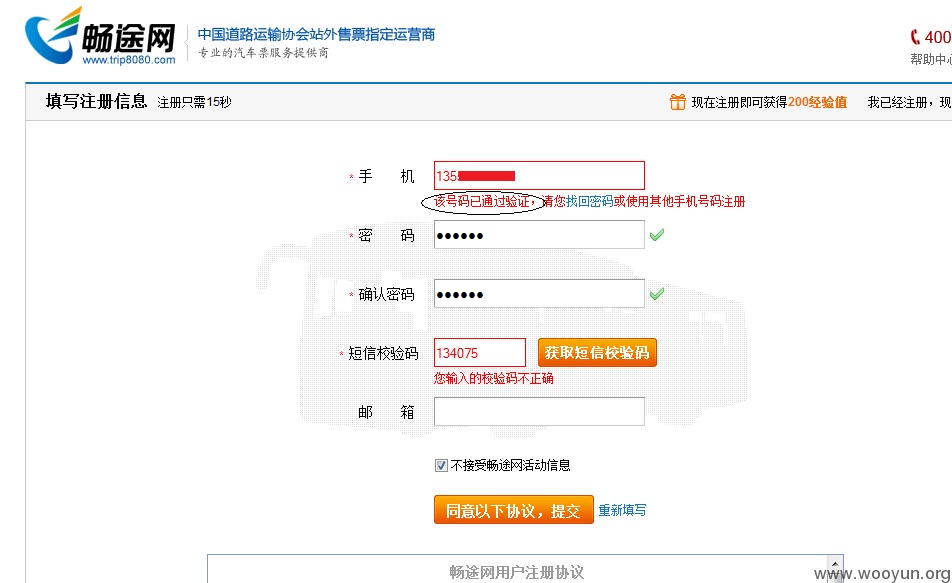 畅途网 中国道路运输协会站外售票指定运营商
www.trip8080.com 专业的汽车票服务提供商
400
帮助中心
填写注册信息 注册只需15秒 现在注册即可获得200经验值 我已经注册，现
* 手 机 135
该号码已通过验证，请您找回密码或使用其他手机号码注册
* 密 码 ●●●●●●
* 确认密码 ●●●●●●
* 短信校验码 134075 获取短信校验码
您输入的校验码不正确
邮 箱
不接受畅途网活动信息
同意以下协议，提交 重新填写
畅途网用户注册协议
www.wooyun.org